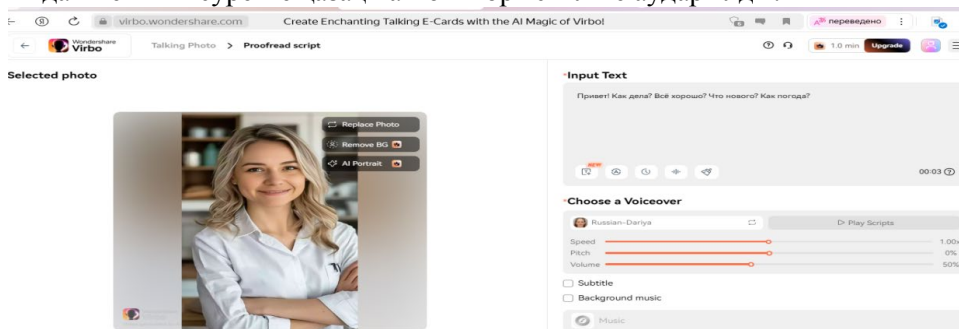 virbo.wondershare.com
Create Enchanting Talking E-Cards with the AI Magic of Virbo!
переведено
Wondershare
Virbo
Talking Photo > Proofread script
1.0 min
Upgrade
Selected photo
Replace Photo
Remove BG
AI Portrait
*Input Text
Привет! Как дела? Всё хорошо? Что нового? Как погода?
NEW
00:03
*Choose a Voiceover
Russian-Dariya
Play Scripts
Speed
1.00x
Pitch
0%
Volume
50%
Subtitle
Background music
Music